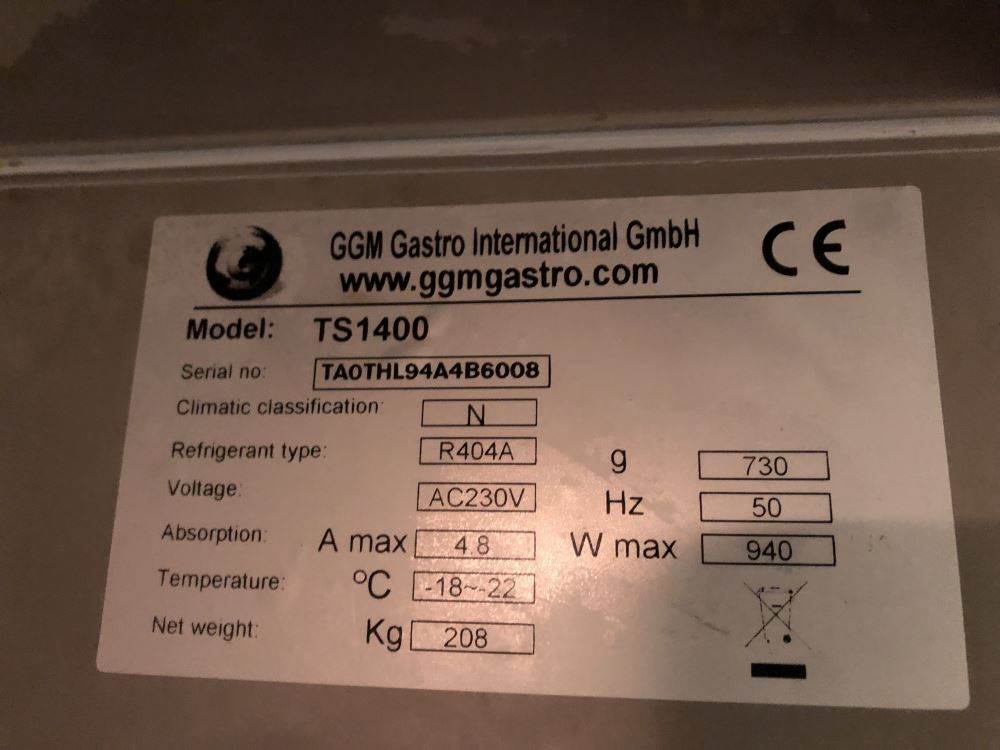 GGM Gastro International GmbH
www.ggmgastro.com
CE
Model: TS1400
Serial no: TA0THL94A4B6008
Climatic classification: N
Refrigerant type: R404A g 730
Voltage: AC230V Hz 50
Absorption: A max 4.8 W max 940
Temperature: °C -18~-22
Net weight: Kg 208